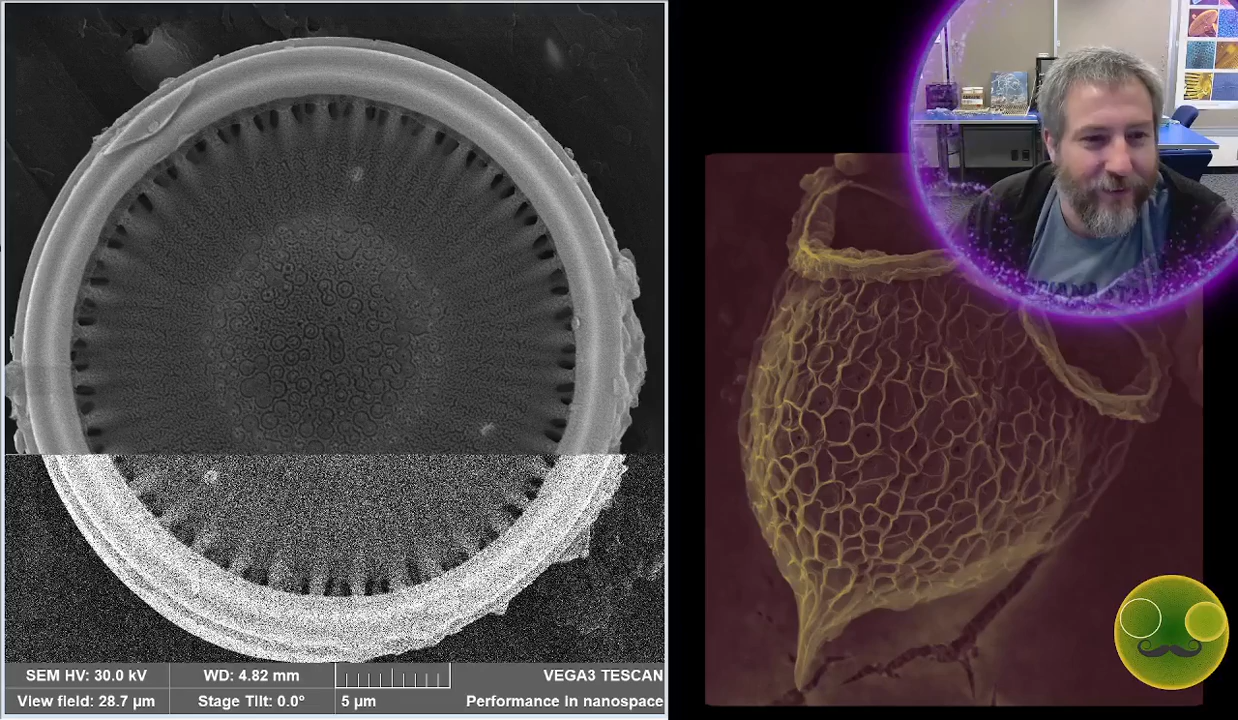 SEM HV: 30.0 kV
WD: 4.82 mm
VEGA3 TESCAN
View field: 28.7 µm
Stage Tilt: 0.0°
5 µm
Performance in nanospace